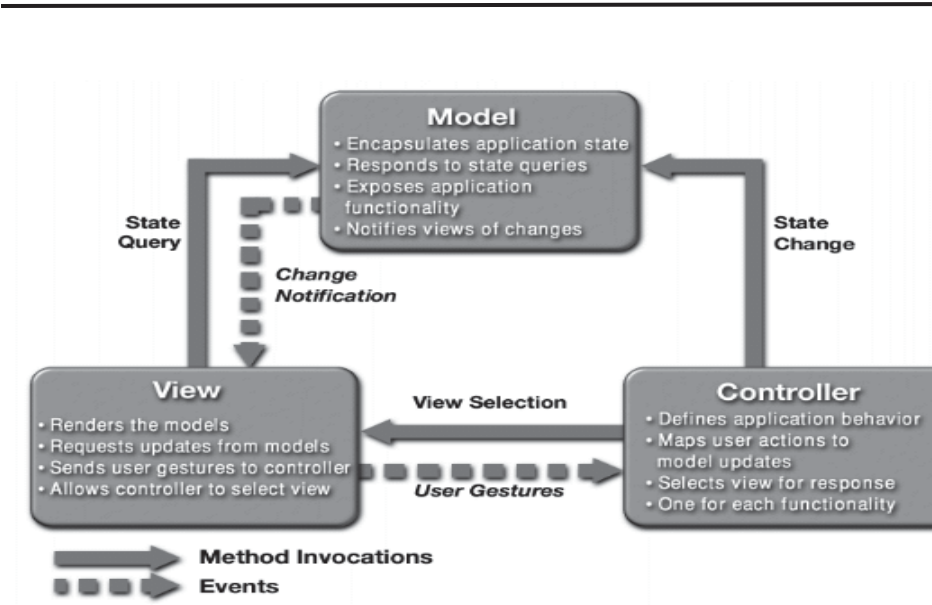 Model
• Encapsulates application state
• Responds to state queries
• Exposes application
functionality
• Notifies views of changes
State
Query
State
Change
Change
Notification
View
• Renders the models
• Requests updates from models
• Sends user gestures to controller
• Allows controller to select view
View Selection
User Gestures
Controller
• Defines application behavior
• Maps user actions to
model updates
• Selects view for response
• One for each functionality
Method Invocations
Events